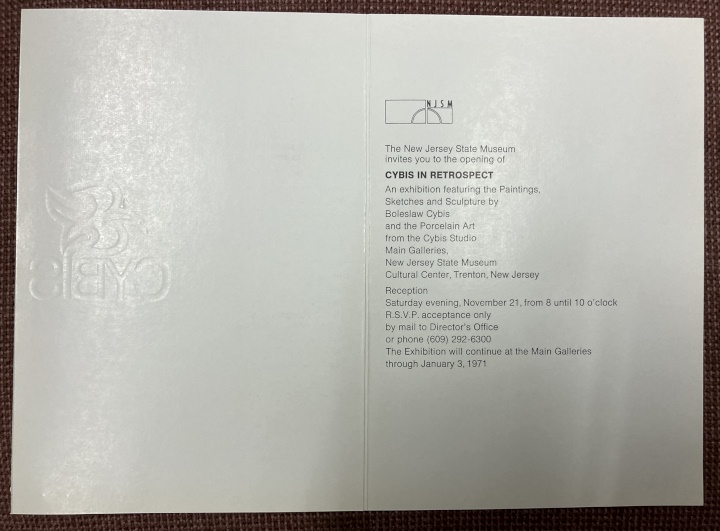 CYBIS
NJSM
The New Jersey State Museum
invites you to the opening of
CYBIS IN RETROSPECT
An exhibition featuring the Paintings,
Sketches and Sculpture by
Boleslaw Cybis
and the Porcelain Art
from the Cybis Studio
Main Galleries,
New Jersey State Museum
Cultural Center, Trenton, New Jersey
Reception
Saturday evening, November 21, from 8 until 10 o'clock
R.S.V.P. acceptance only
by mail to Director's Office
or phone (609) 292-6300
The Exhibition will continue at the Main Galleries
through January 3, 1971